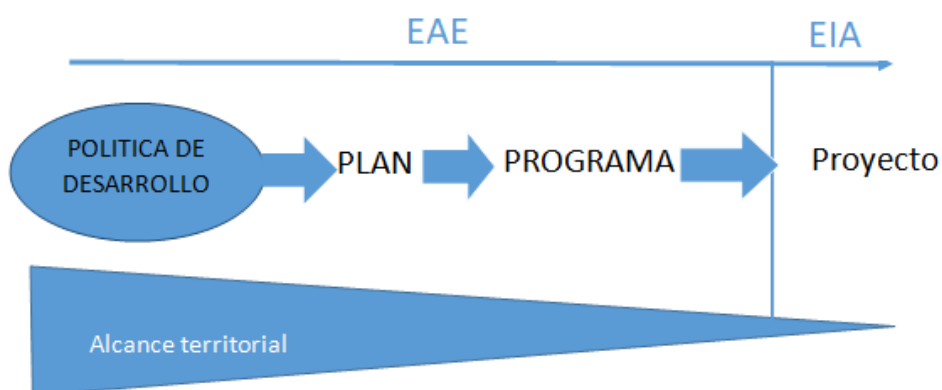 EAE
EIA
POLITICA DE
DESARROLLO
PLAN
PROGRAMA
Proyecto
Alcance territorial